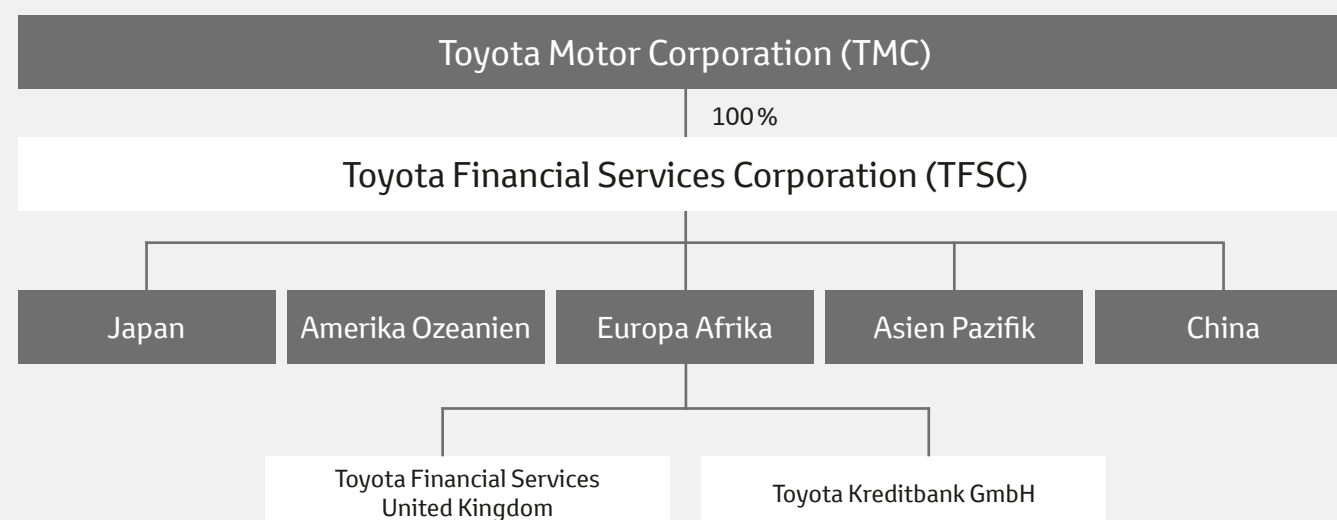 Toyota Motor Corporation (TMC)
100 %
Toyota Financial Services Corporation (TFSC)
Japan
Amerika Ozeanien
Europa Afrika
Asien Pazifik
China
Toyota Financial Services
United Kingdom
Toyota Kreditbank GmbH